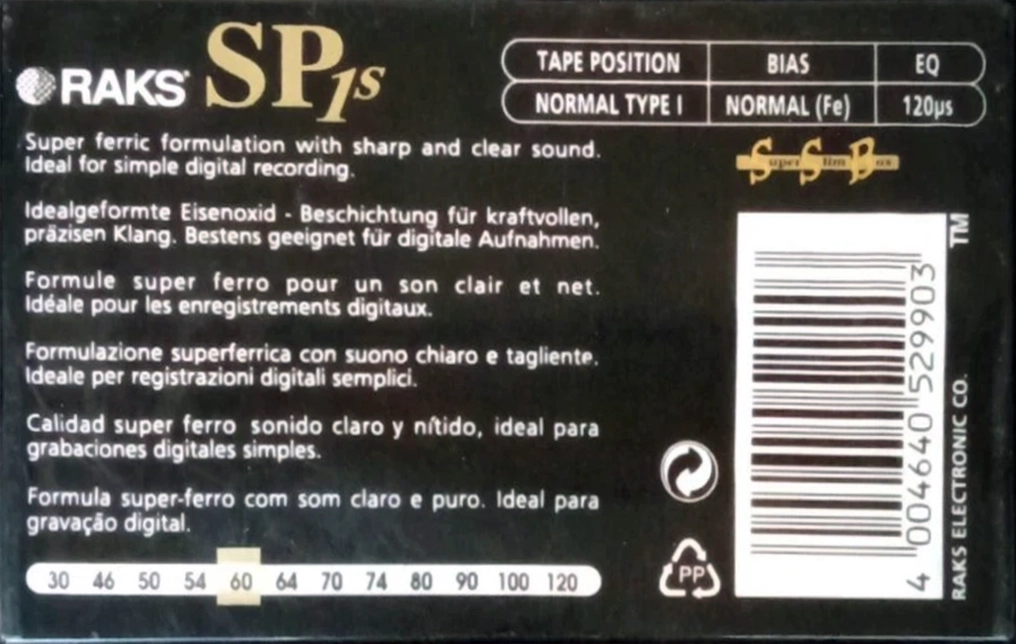 RAKS SP1s
TAPE POSITION BIAS EQ
NORMAL TYPE I NORMAL (Fe) 120µs
Super Slim Box
Super ferric formulation with sharp and clear sound.
Ideal for simple digital recording.
Idealgeformte Eisenoxid - Beschichtung für kraftvollen,
präzisen Klang. Bestens geeignet für digitale Aufnahmen.
Formule super ferro pour un son clair et net.
Idéale pour les enregistrements digitaux.
Formulazione superferrica con suono chiaro e tagliente.
Ideale per registrazioni digitali semplici.
Calidad super ferro sonido claro y nítido, ideal para
grabaciones digitales simples.
Formula super-ferro com som claro e puro. Ideal para
gravação digital.
30 46 50 54 60 64 70 74 80 90 100 120
PP
4 004640 529903
RAKS ELECTRONIC CO. TM